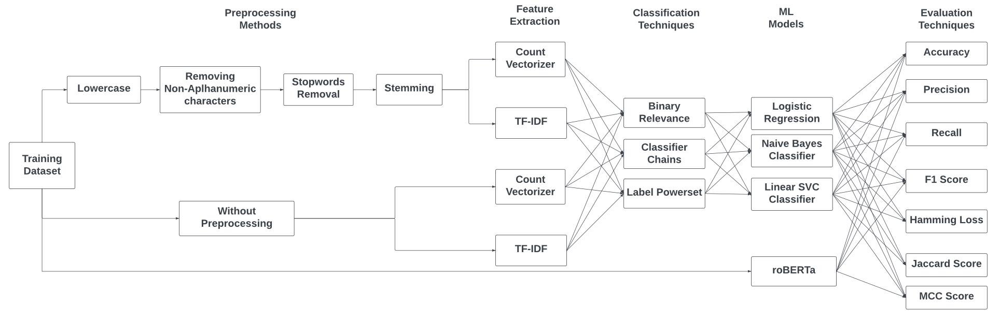 Preprocessing
Methods
Feature
Extraction
Classification
Techniques
ML
Models
Evaluation
Techniques
Training
Dataset
Lowercase
Removing
Non-Aplhanumeric
characters
Stopwords
Removal
Stemming
Without
Preprocessing
Count
Vectorizer
TF-IDF
Count
Vectorizer
TF-IDF
Binary
Relevance
Classifier
Chains
Label Powerset
Logistic
Regression
Naive Bayes
Classifier
Linear SVC
Classifier
roBERTa
Accuracy
Precision
Recall
F1 Score
Hamming Loss
Jaccard Score
MCC Score